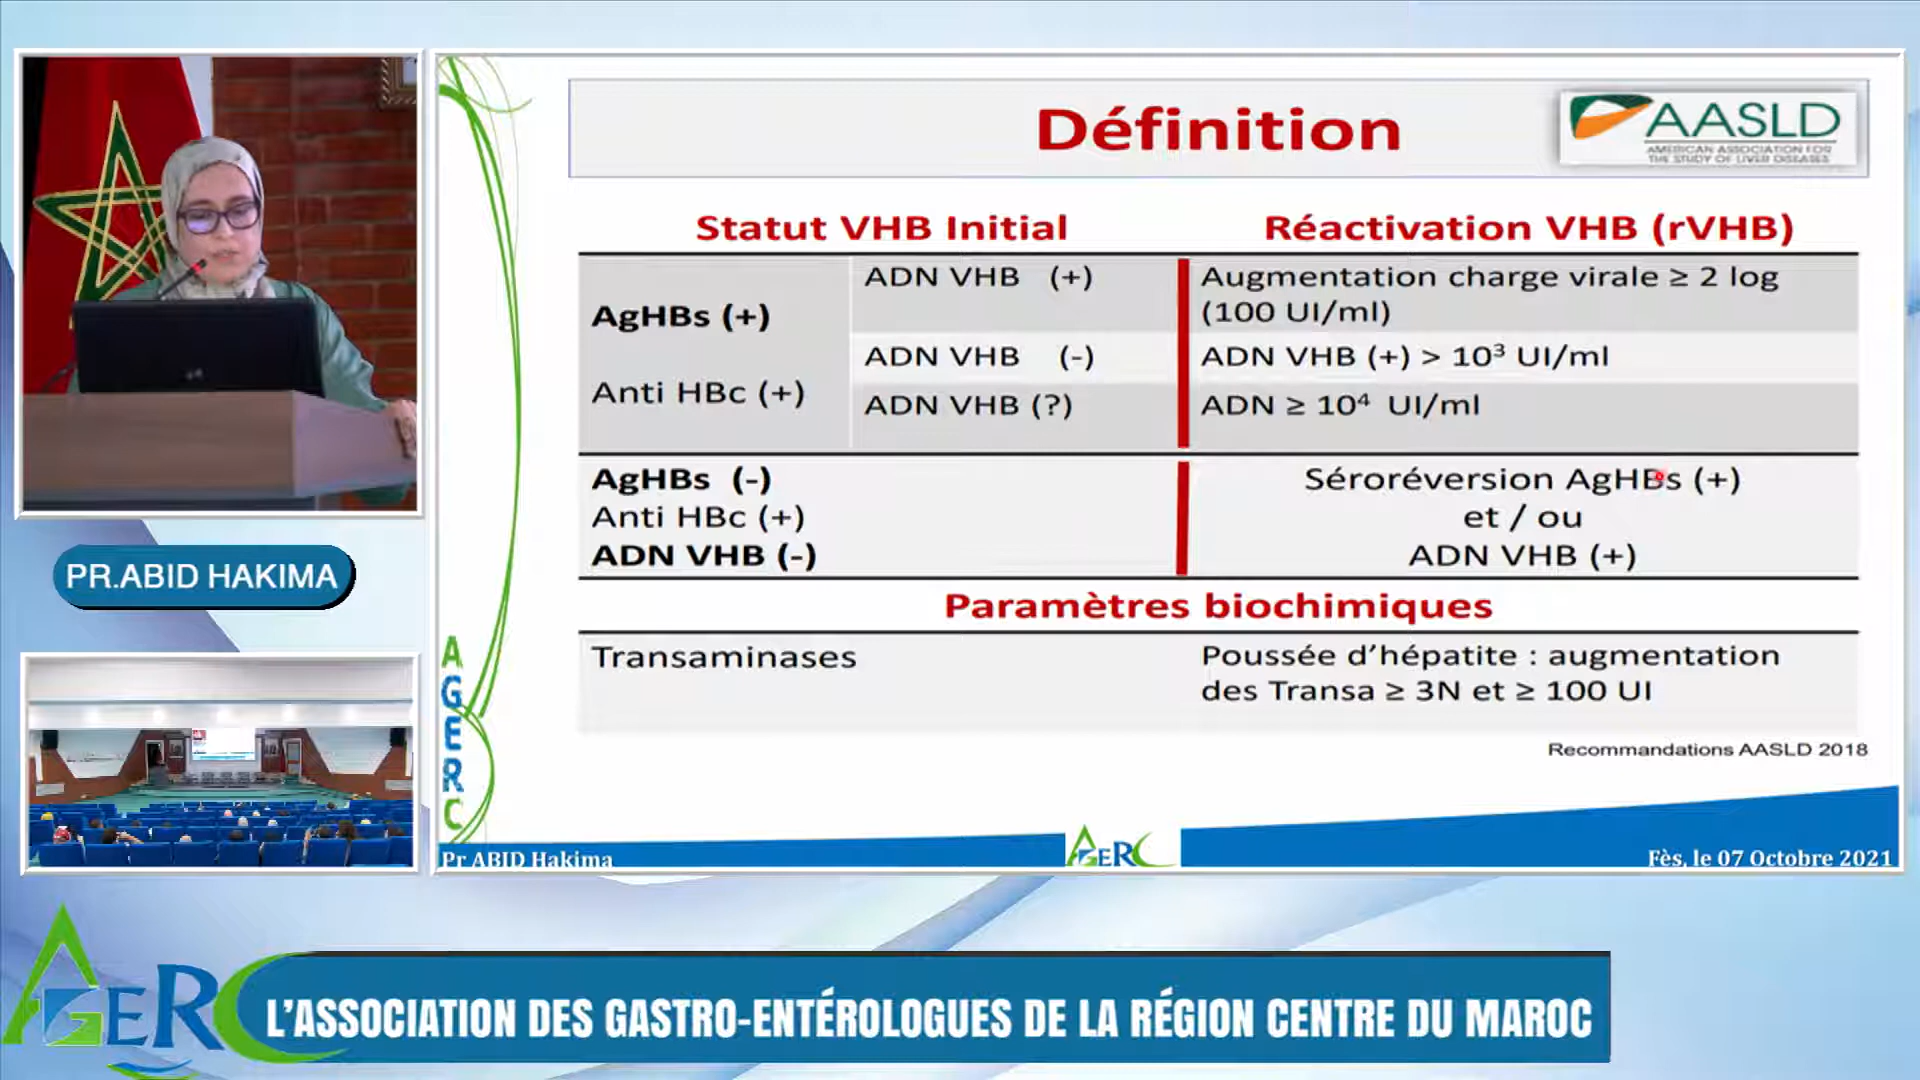 Définition
AASLD
AMERICAN ASSOCIATION FOR
THE STUDY OF LIVER DISEASES
Statut VHB Initial
Réactivation VHB (rVHB)
AgHBs (+)
Anti HBc (+)
ADN VHB (+)
Augmentation charge virale ≥ 2 log
(100 UI/ml)
ADN VHB (-)
ADN VHB (+) > 10³ UI/ml
ADN VHB (?)
ADN ≥ 10⁴ UI/ml
AgHBs (-)
Anti HBc (+)
ADN VHB (-)
Séroréversion AgHBs (+)
et / ou
ADN VHB (+)
Paramètres biochimiques
Transaminases
Poussée d'hépatite : augmentation
des Transa ≥ 3N et ≥ 100 UI
Recommandations AASLD 2018
AGERC
Pr ABID Hakima
AGERC
Fès, le 07 Octobre 2021
PR.ABID HAKIMA
AGERC
L'ASSOCIATION DES GASTRO-ENTÉROLOGUES DE LA RÉGION CENTRE DU MAROC